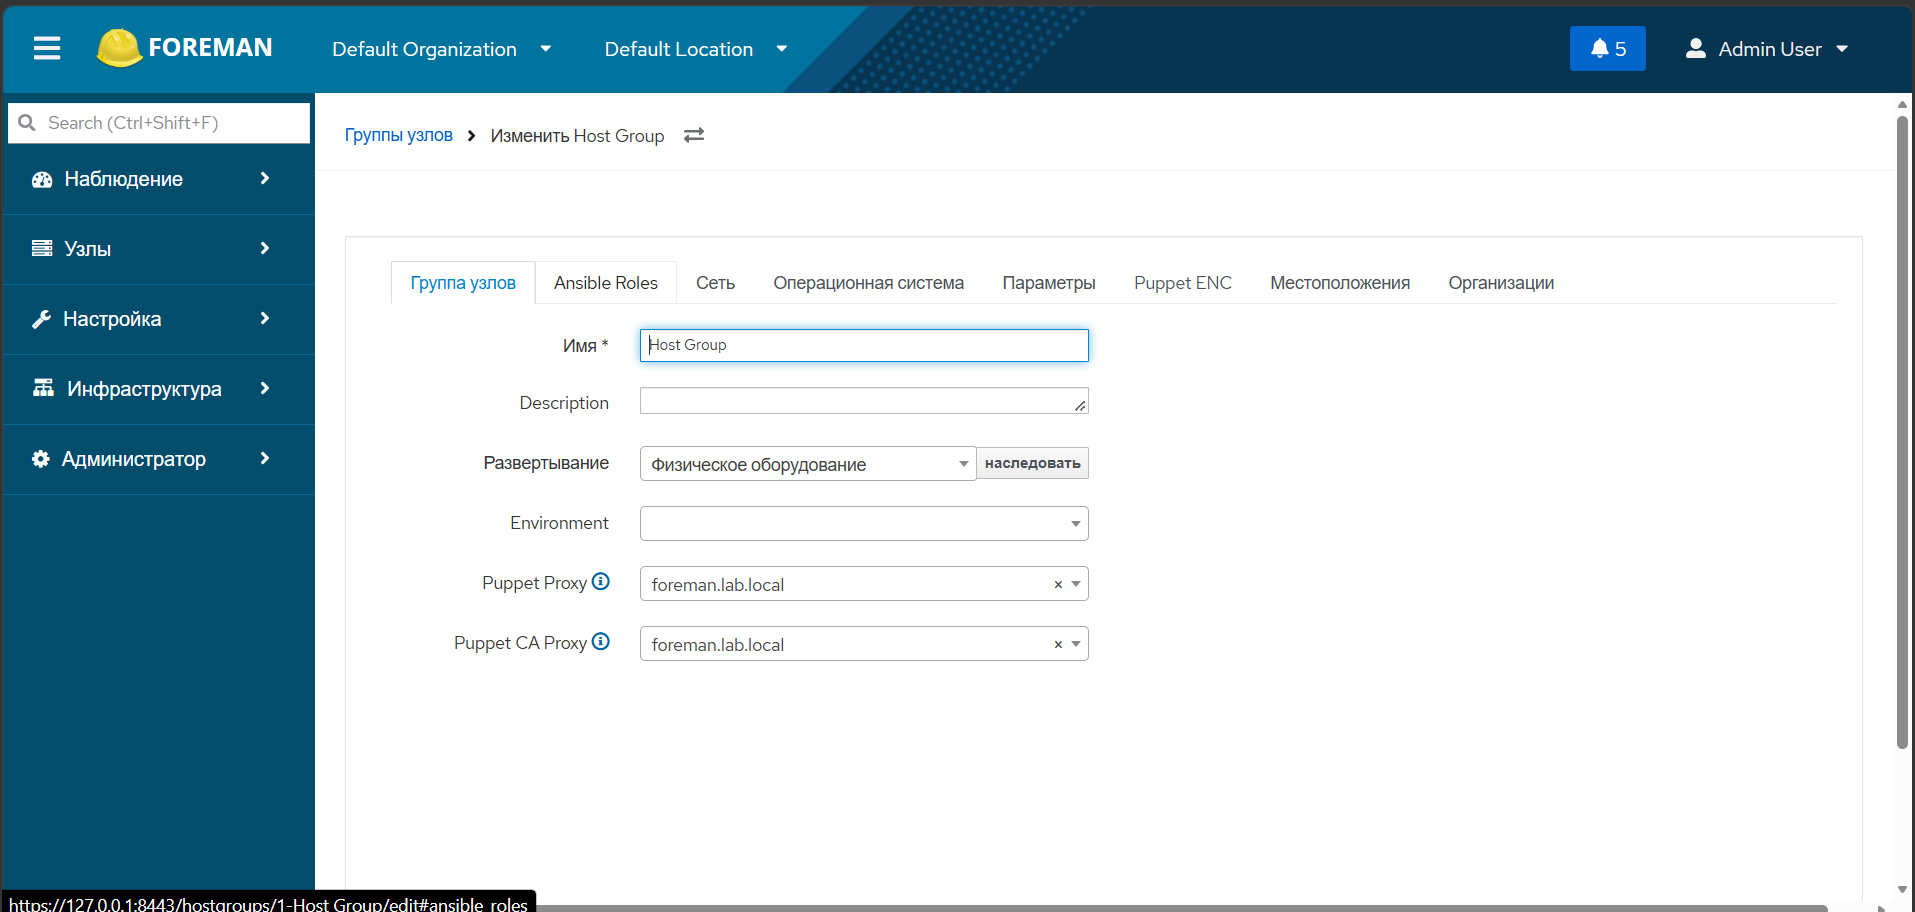 FOREMAN
Default Organization
Default Location
5
Admin User
Search (Ctrl+Shift+F)
Наблюдение
Узлы
Настройка
Инфраструктура
Администратор
Группы узлов
Изменить Host Group
Группа узлов
Ansible Roles
Сеть
Операционная система
Параметры
Puppet ENC
Местоположения
Организации
Имя *
Host Group
Description
Развертывание
Физическое оборудование
наследовать
Environment
Puppet Proxy
foreman.lab.local
×
Puppet CA Proxy
foreman.lab.local
×
https://127.0.0.1:8443/hostgroups/1-Host Group/edit#ansible_roles